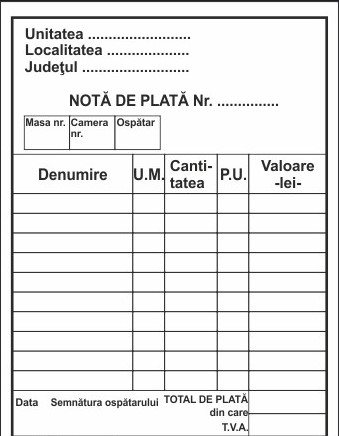 Unitatea .........................
Localitatea ....................
Județul ..........................
NOTĂ DE PLATĂ Nr. ...............
Masa nr. Camera nr. Ospătar
Denumire U.M. Canti-tatea P.U. Valoare -lei-
Data Semnătura ospătarului TOTAL DE PLATĂ
din care
T.V.A.